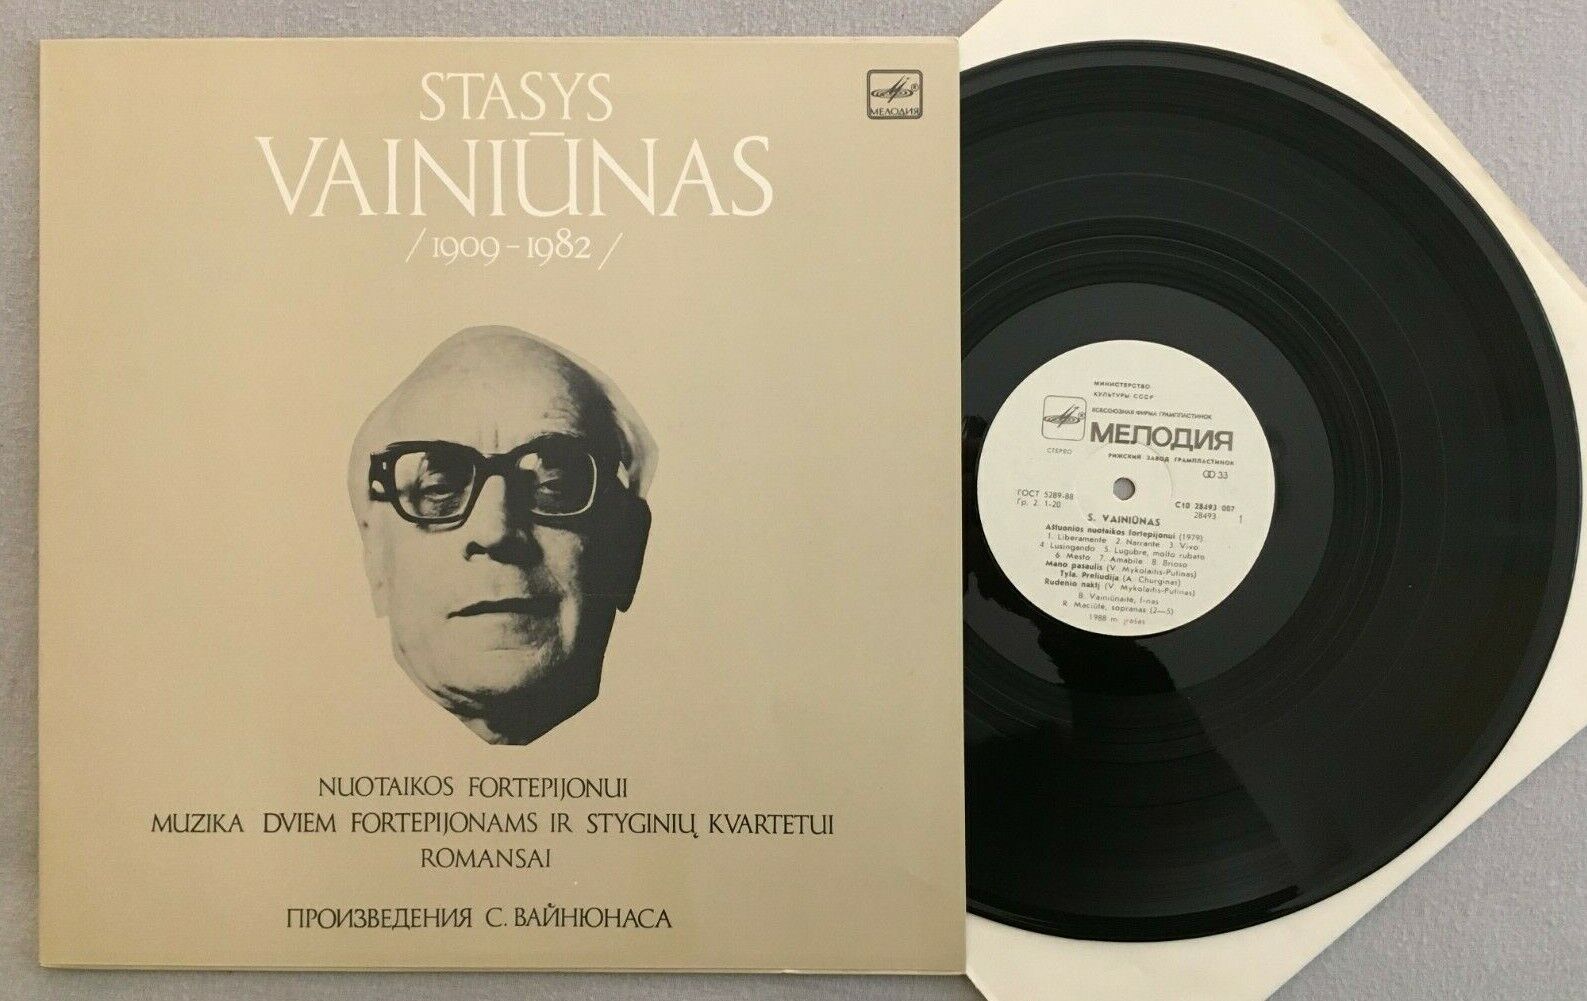 STASYS
VAINIŪNAS
/1909-1982/
МЕЛОДИЯ
NUOTAIKOS FORTEPIJONUI
MUZIKA DVIEM FORTEPIJONAMS IR STYGINIŲ KVARTETUI
ROMANSAI
ПРОИЗВЕДЕНИЯ С. ВАЙНЮНАСА
МИНИСТЕРСТВО
КУЛЬТУРЫ СССР
ВСЕСОЮЗНАЯ ФИРМА ГРАМПЛАСТИНОК
МЕЛОДИЯ
СТЕРЕО
РИЖСКИЙ ЗАВОД ГРАМПЛАСТИНОК
33
ГОСТ 5289-88
Гр. 2. 1-20
С10 28493 007
28493 1
S. VAINIŪNAS
Aštuonios nuotaikos fortepijonui (1979)
1. Liberamente 2. Narrante 3. Vivo
4. Lusingando 5. Lugubre, molto rubato
6. Mesto 7. Amabile 8. Brioso
Mano pasaulis (V. Mykolaitis-Putinas)
Tyla. Preliudija (A. Churginas)
Rudenio naktį (V. Mykolaitis-Putinas)
B. Vainiūnaitė, f-nas
R. Maciūtė, sopranas (2—5)
1988 m. įrašas